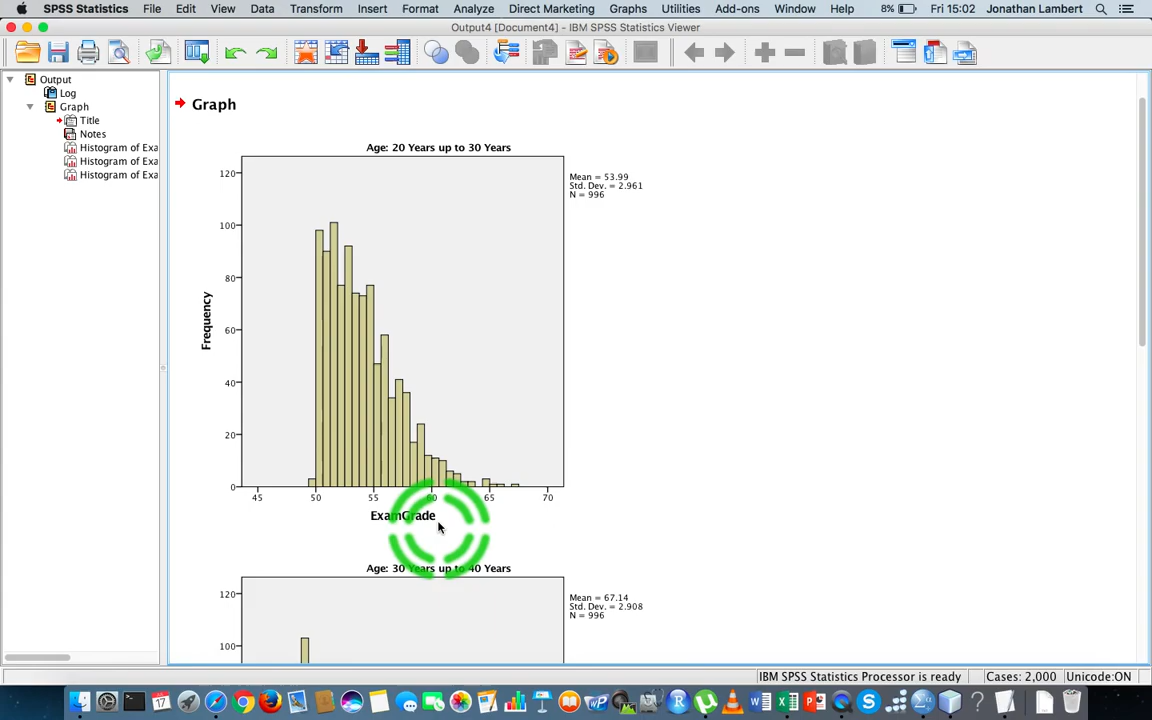 SPSS Statistics File Edit View Data Transform Insert Format Analyze Direct Marketing Graphs Utilities Add-ons Window Help 8% Fri 15:02 Jonathan Lambert
Output4 [Document4] - IBM SPSS Statistics Viewer
Output
Log
Graph
Title
Notes
Histogram of Exa
Histogram of Exa
Histogram of Exa
Graph
Age: 20 Years up to 30 Years
Mean = 53.99
Std. Dev. = 2.961
N = 996
120
100
80
60
40
20
0
Frequency
45 50 55 60 65 70
ExamGrade
Age: 30 Years up to 40 Years
Mean = 67.14
Std. Dev. = 2.908
N = 996
120
100
IBM SPSS Statistics Processor is ready Cases: 2,000 Unicode:ON